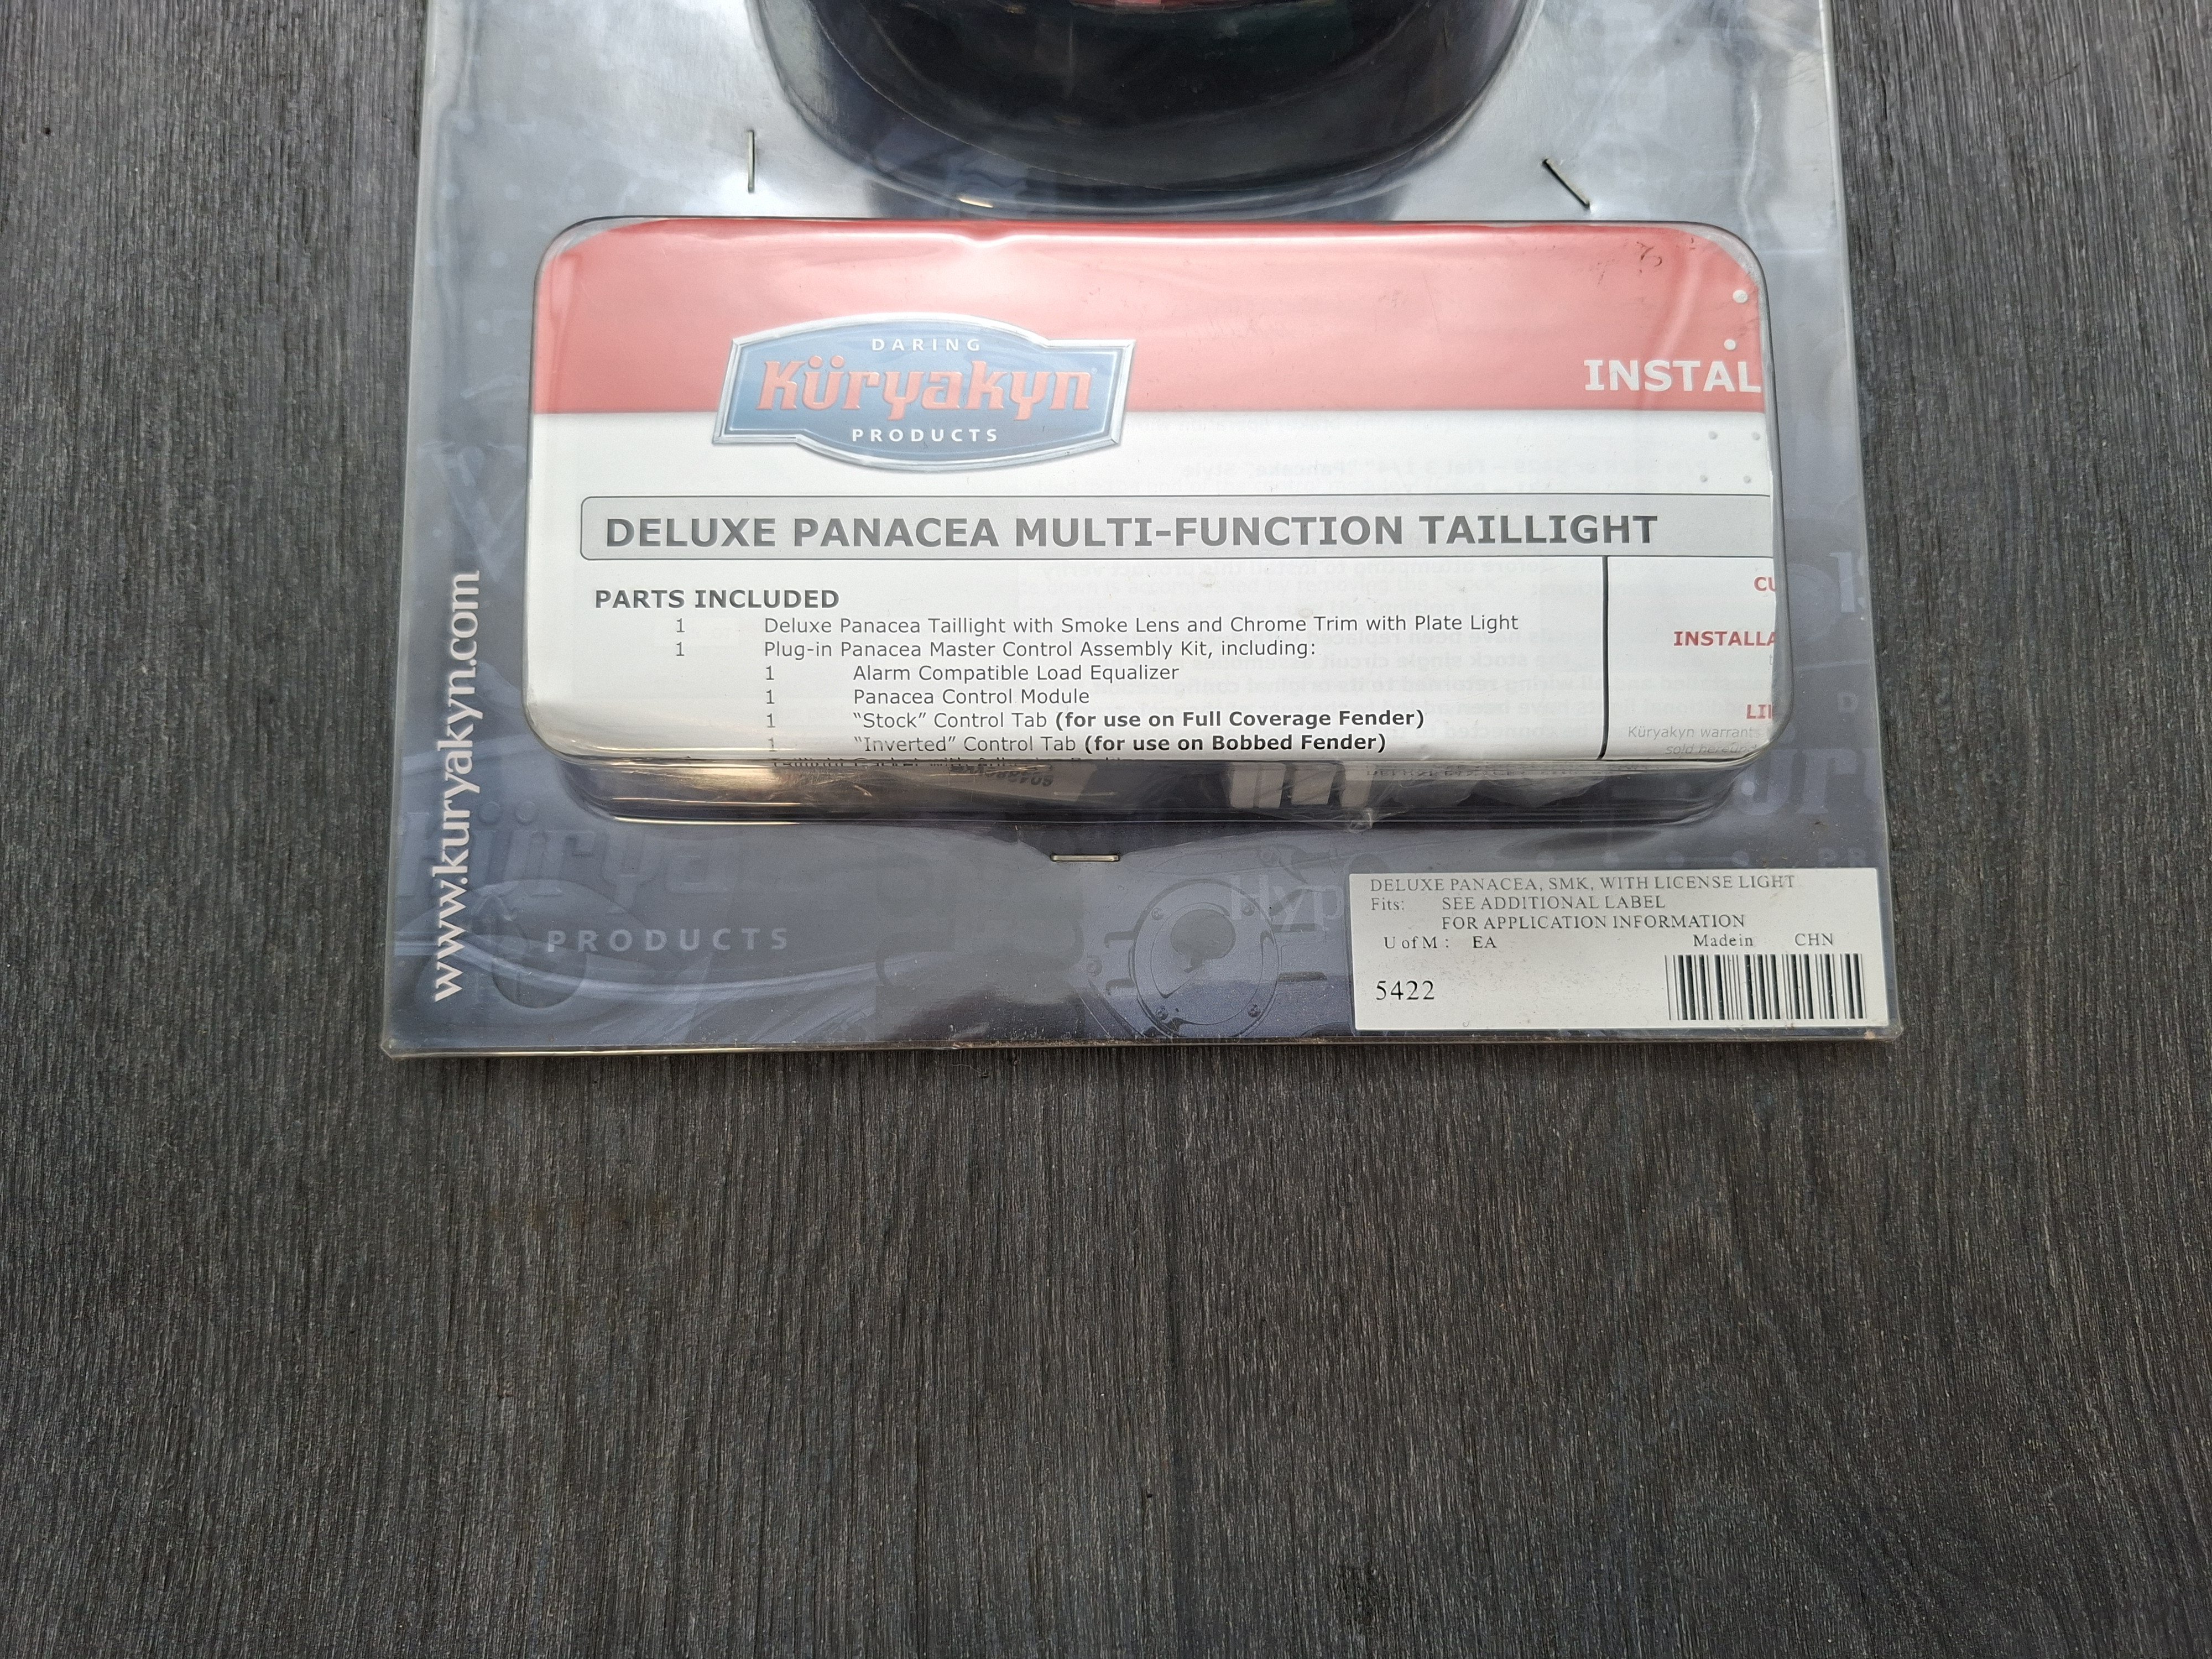 DARING
Küryakyn
PRODUCTS
INSTAL
DELUXE PANACEA MULTI-FUNCTION TAILLIGHT
PARTS INCLUDED
1 Deluxe Panacea Taillight with Smoke Lens and Chrome Trim with Plate Light
1 Plug-in Panacea Master Control Assembly Kit, including:
1 Alarm Compatible Load Equalizer
1 Panacea Control Module
1 “Stock” Control Tab (for use on Full Coverage Fender)
1 “Inverted” Control Tab (for use on Bobbed Fender)
CU
INSTALLA
Küryakyn warrants
www.kuryakyn.com
PRODUCTS
Hyp
DELUXE PANACEA, SMK, WITH LICENSE LIGHT
Fits: SEE ADDITIONAL LABEL
FOR APPLICATION INFORMATION
U of M : EA Madein CHN
5422